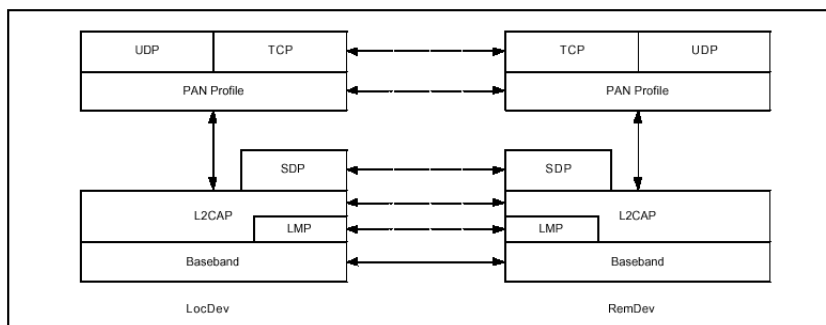 UDP TCP TCP UDP
PAN Profile PAN Profile
SDP SDP
L2CAP L2CAP
LMP LMP
Baseband Baseband
LocDev RemDev